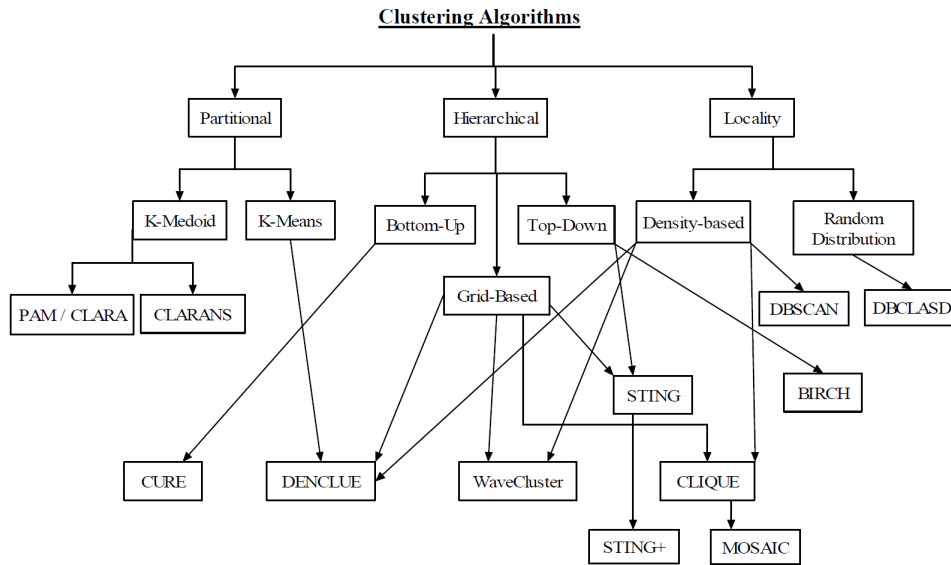 Clustering Algorithms
Partitional
Hierarchical
Locality
K-Medoid
K-Means
Bottom-Up
Top-Down
Density-based
Random
Distribution
Grid-Based
PAM / CLARA
CLARANS
DBSCAN
DBCLASD
STING
BIRCH
CURE
DENCLUE
WaveCluster
CLIQUE
STING+
MOSAIC